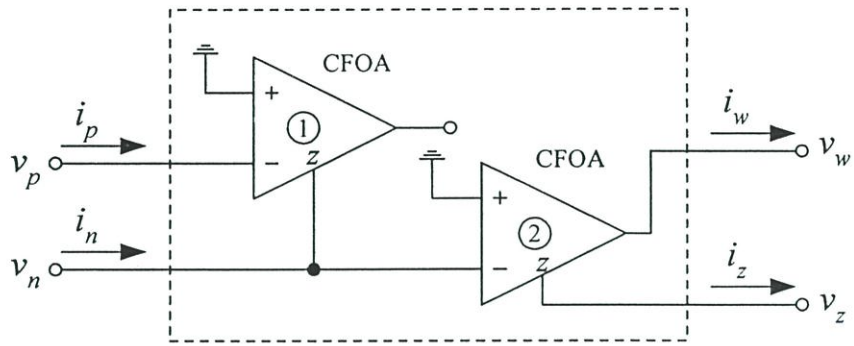 CFOA
+
1
−
z
i_p
v_p
i_n
v_n
CFOA
+
2
−
z
i_w
v_w
i_z
v_z